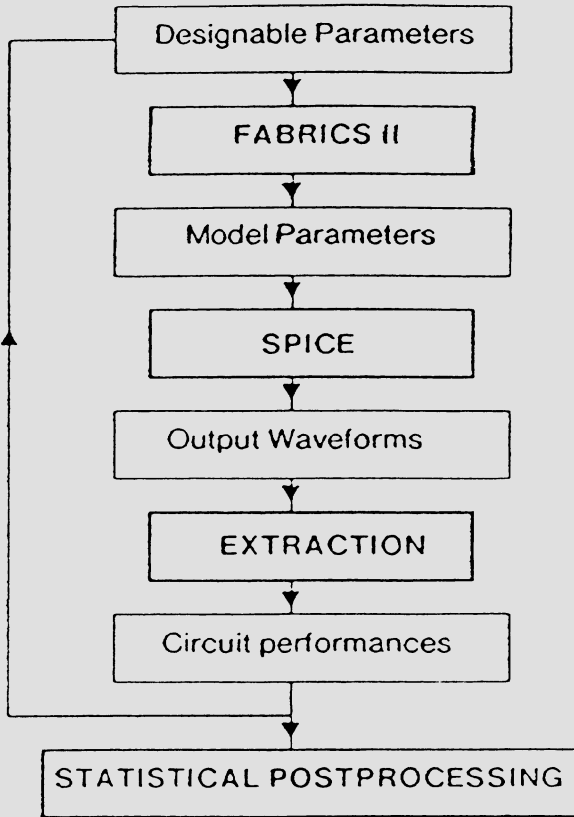 Designable Parameters
FABRICS II
Model Parameters
SPICE
Output Waveforms
EXTRACTION
Circuit performances
STATISTICAL POSTPROCESSING